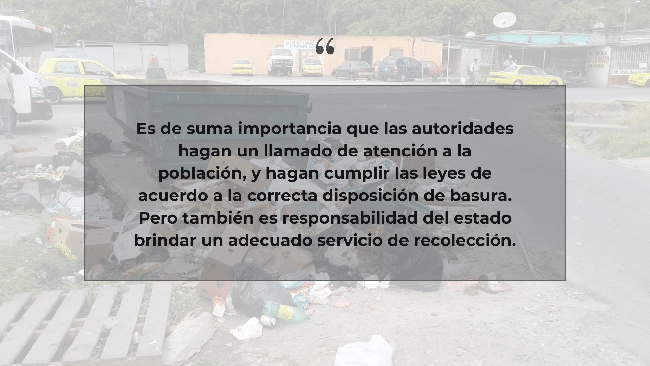 “
Es de suma importancia que las autoridades
hagan un llamado de atención a la
población, y hagan cumplir las leyes de
acuerdo a la correcta disposición de basura.
Pero también es responsabilidad del estado
brindar un adecuado servicio de recolección.